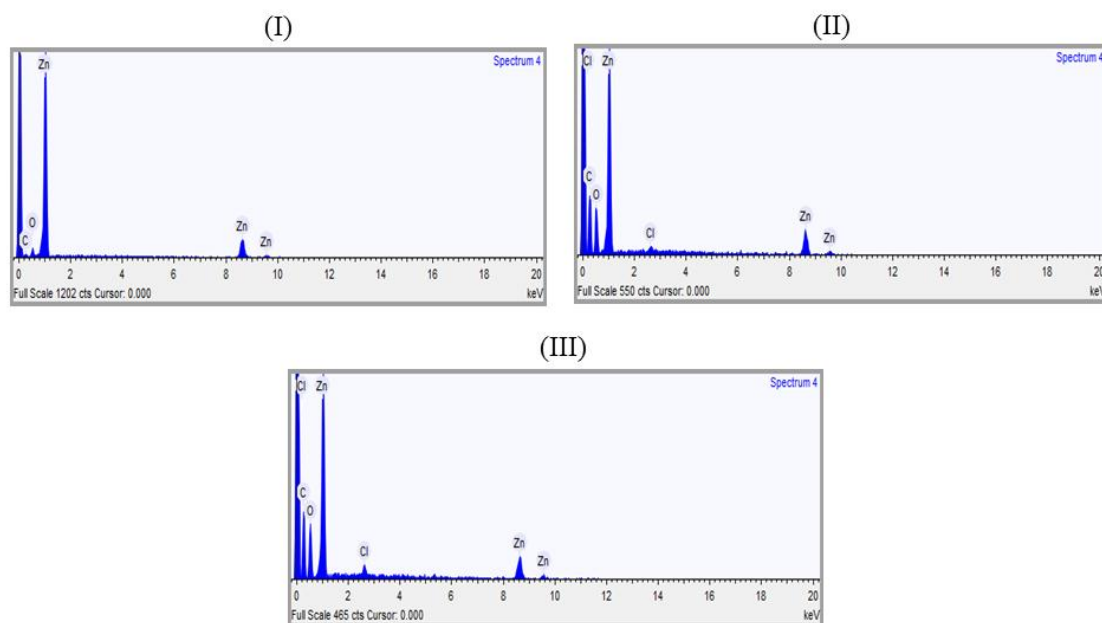 (I)
Spectrum 4
Zn
O
C
Zn
Zn
0 2 4 6 8 10 12 14 16 18 20
Full Scale 1202 cts Cursor: 0.000 keV
(II)
Spectrum 4
Cl Zn
C
O
Cl
Zn
Zn
0 2 4 6 8 10 12 14 16 18 20
Full Scale 550 cts Cursor: 0.000 keV
(III)
Spectrum 4
Cl Zn
C
O
Cl
Zn
Zn
0 2 4 6 8 10 12 14 16 18 20
Full Scale 465 cts Cursor: 0.000 keV